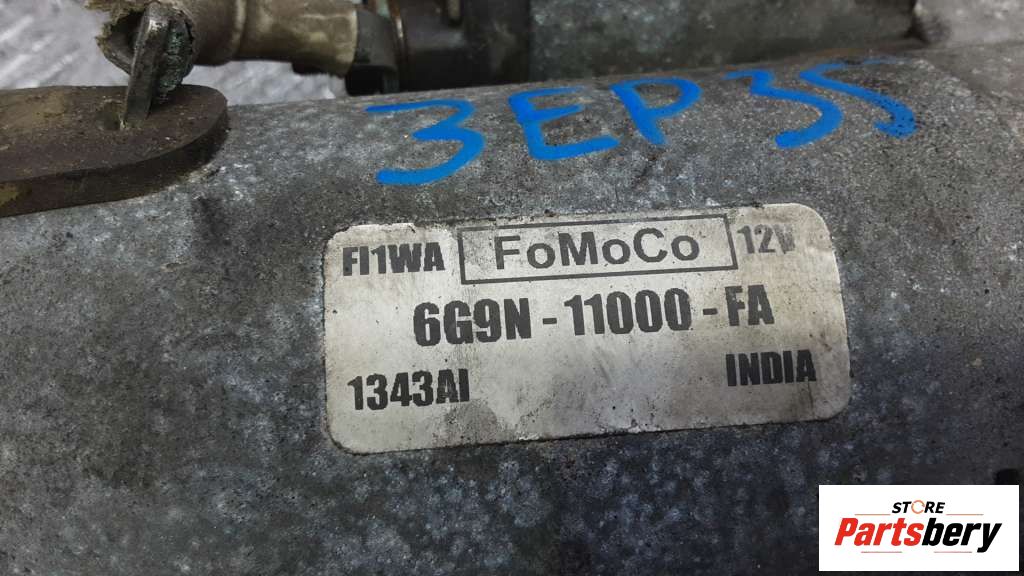 3EP35
FI1WA FoMoCo 12V
6G9N - 11000 - FA
1343AI INDIA
STORE
Partsbery